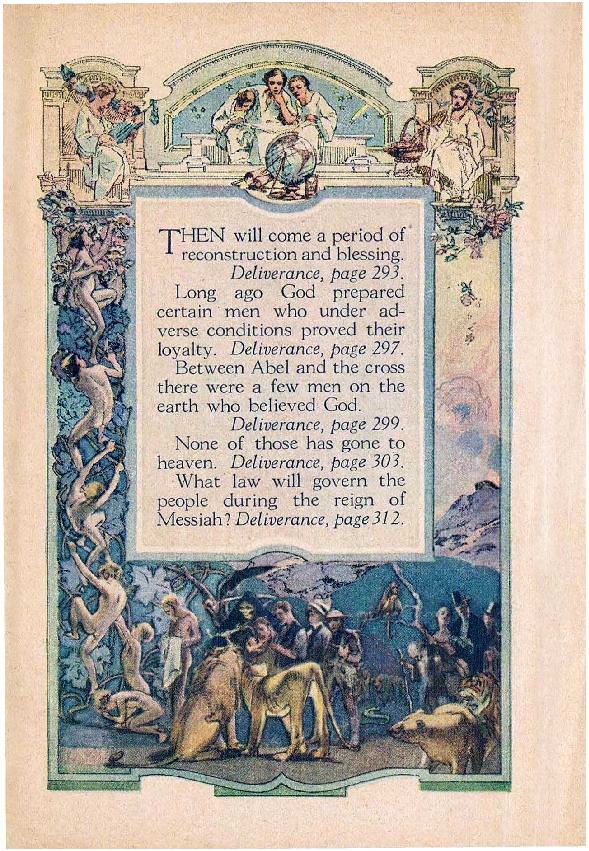 THEN will come a period of
reconstruction and blessing.
Deliverance, page 293.
Long ago God prepared
certain men who under ad-
verse conditions proved their
loyalty. Deliverance, page 297.
Between Abel and the cross
there were a few men on the
earth who believed God.
Deliverance, page 299.
None of those has gone to
heaven. Deliverance, page 303.
What law will govern the
people during the reign of
Messiah? Deliverance, page 312.